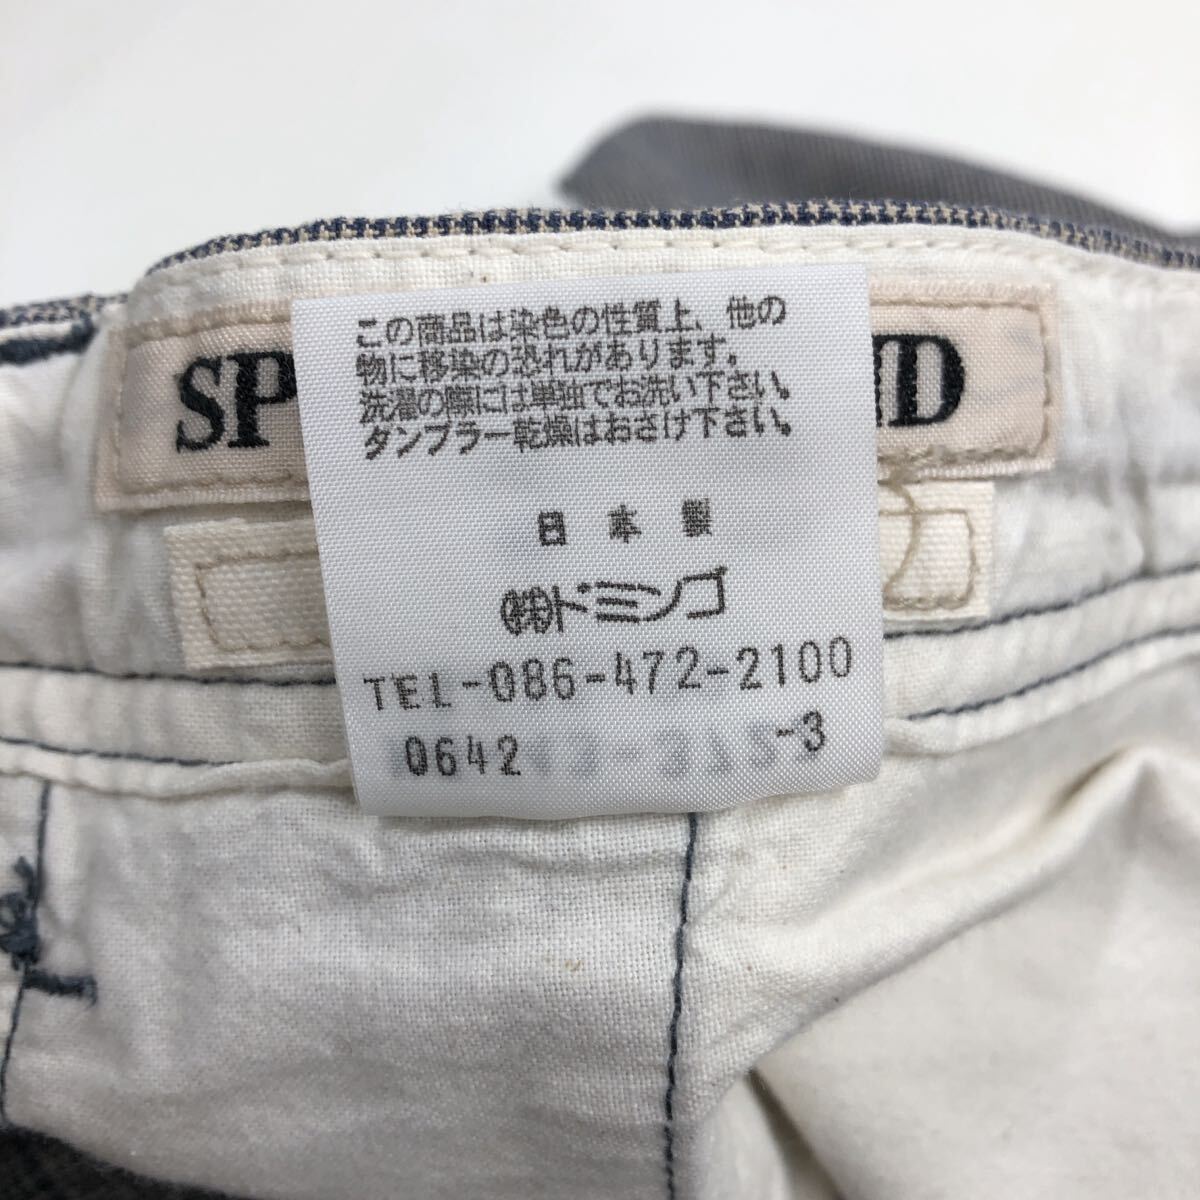 この商品は染色の性質上、他の
物に移染の恐れがあります。
洗濯の際には単独でお洗い下さい。
タンブラー乾燥はおさけ下さい。
日本製
㈱ドミンゴ
TEL-086-472-2100
0642
-3
SP